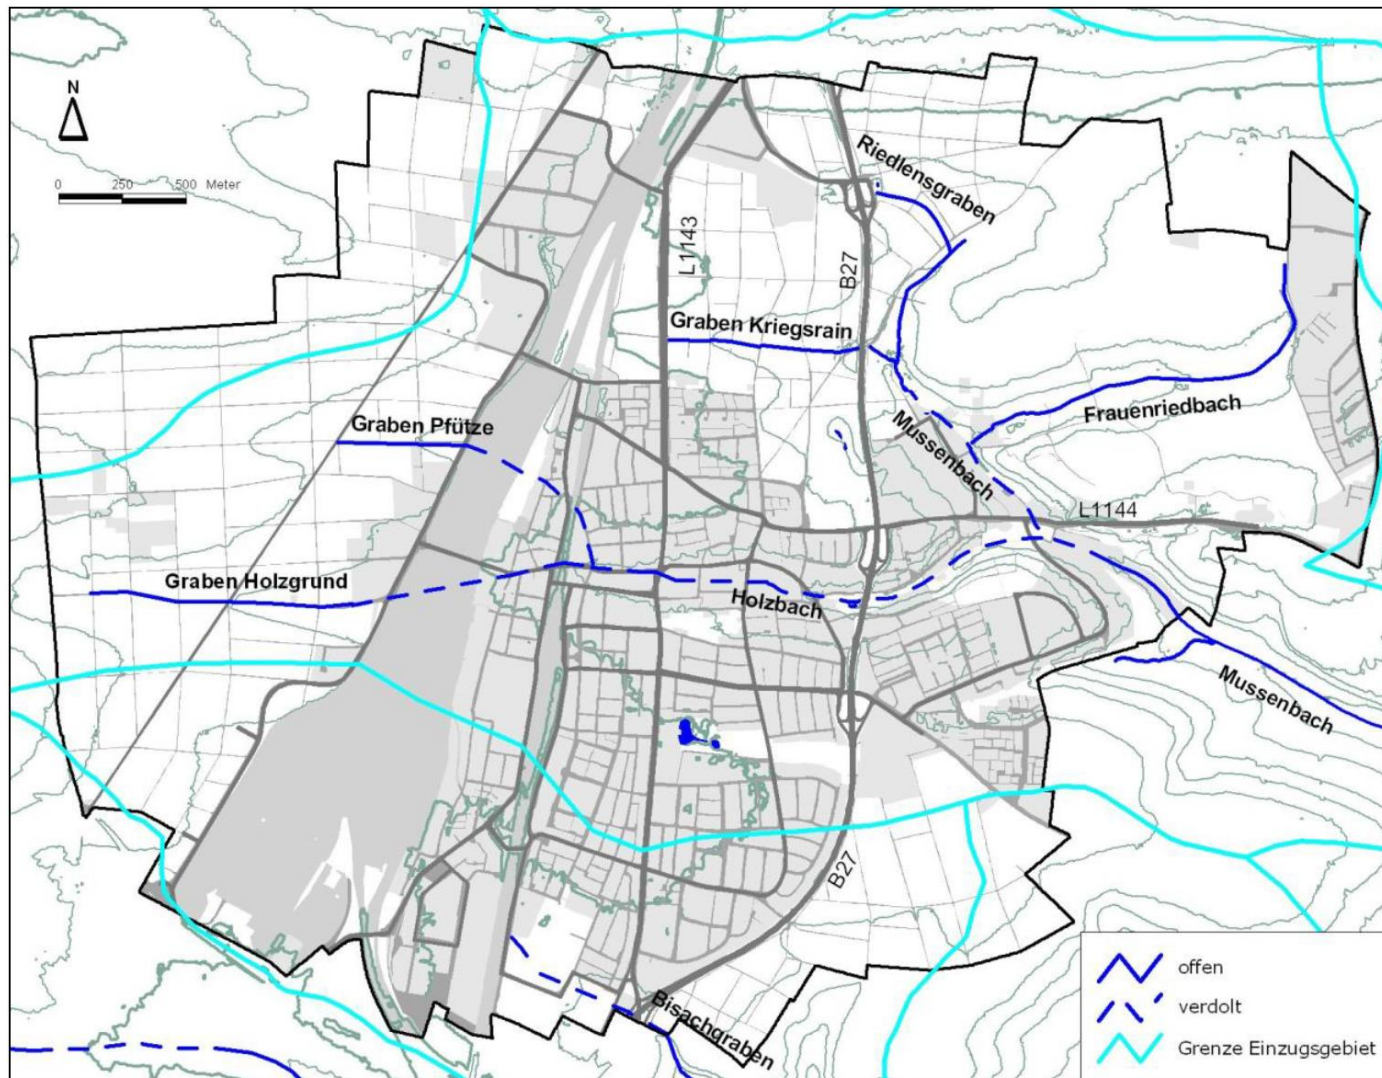 N
0 250 500 Meter
Riedlensgraben
L1143
B27
Graben Kriegsrain
Graben Pfütze
Frauenriedbach
Mussenbach
L1144
Graben Holzgrund
Holzbach
Mussenbach
B27
Bisachgraben
offen
verdolt
Grenze Einzugsgebiet